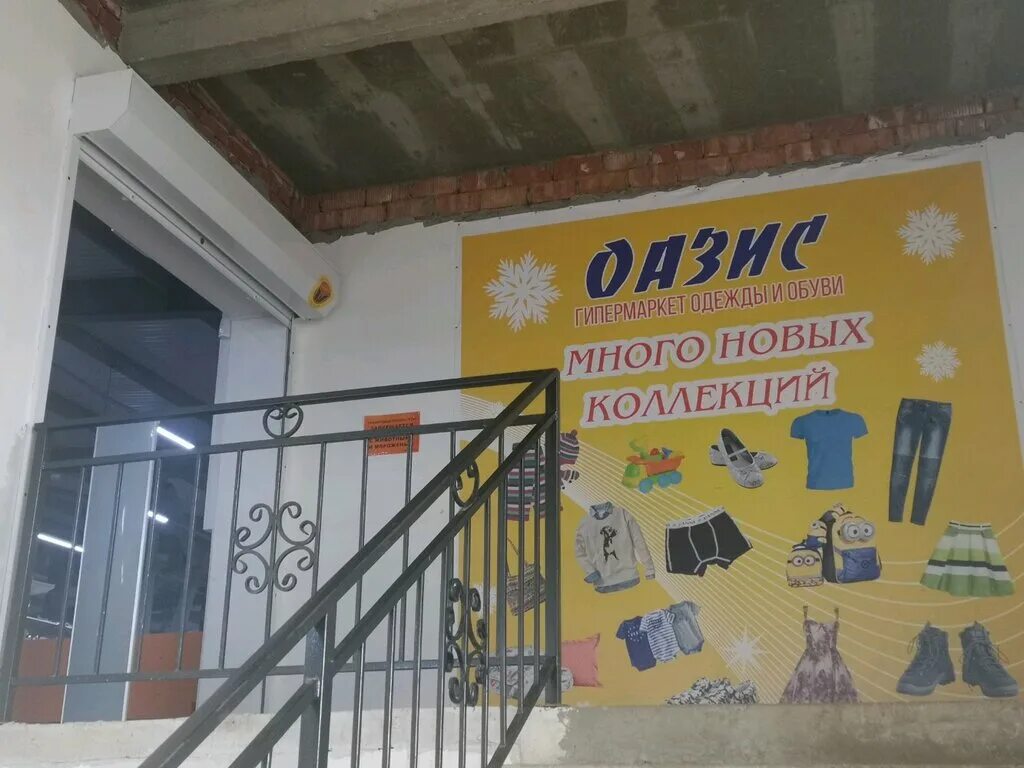 ОАЗИС
ГИПЕРМАРКЕТ ОДЕЖДЫ И ОБУВИ
МНОГО НОВЫХ
КОЛЛЕКЦИЙ